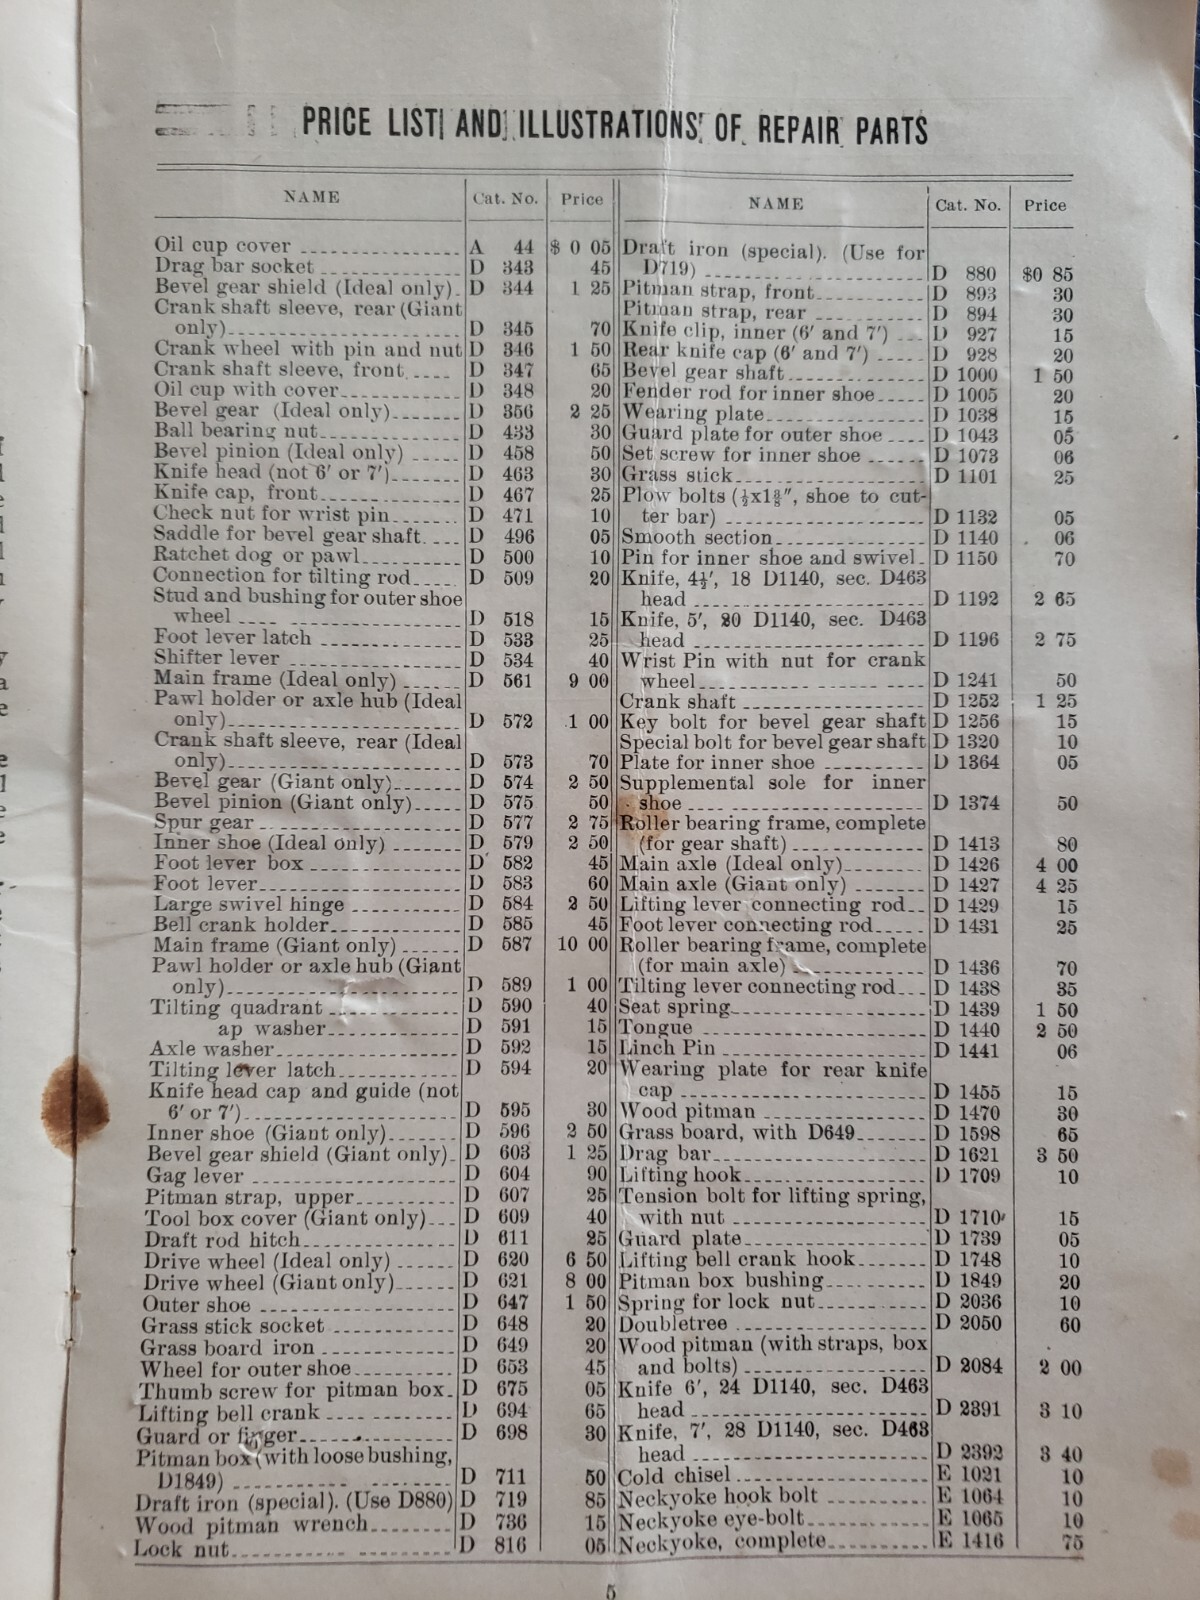 PRICE LIST AND ILLUSTRATIONS OF REPAIR PARTS
NAME Cat. No. Price
Oil cup cover A 44 $ 0 05
Drag bar socket D 343 45
Bevel gear shield (Ideal only) D 344 1 25
Crank shaft sleeve, rear (Giant
only) D 345 70
Crank wheel with pin and nut D 346 1 50
Crank shaft sleeve, front D 347 65
Oil cup with cover D 348 20
Bevel gear (Ideal only) D 356 2 25
Ball bearing nut D 433 30
Bevel pinion (Ideal only) D 458 50
Knife head (not 6' or 7') D 463 30
Knife cap, front D 467 25
Check nut for wrist pin D 471 10
Saddle for bevel gear shaft D 496 05
Ratchet dog or pawl D 500 10
Connection for tilting rod D 509 20
Stud and bushing for outer shoe
wheel D 518 15
Foot lever latch D 533 25
Shifter lever D 534 40
Main frame (Ideal only) D 561 9 00
Pawl holder or axle hub (Ideal
only) D 572 1 00
Crank shaft sleeve, rear (Ideal
only) D 573 70
Bevel gear (Giant only) D 574 2 50
Bevel pinion (Giant only) D 575 50
Spur gear D 577 2 75
Inner shoe (Ideal only) D 579 2 50
Foot lever box D 582 45
Foot lever D 583 60
Large swivel hinge D 584 2 50
Bell crank holder D 585 45
Main frame (Giant only) D 587 10 00
Pawl holder or axle hub (Giant
only) D 589 1 00
Tilting quadrant D 590 40
ap washer D 591 15
Axle washer D 592 15
Tilting lever latch D 594 20
Knife head cap and guide (not
6' or 7') D 595 30
Inner shoe (Giant only) D 596 2 50
Bevel gear shield (Giant only) D 603 1 25
Gag lever D 604 90
Pitman strap, upper D 607 25
Tool box cover (Giant only) D 609 40
Draft rod hitch D 611 25
Drive wheel (Ideal only) D 620 6 50
Drive wheel (Giant only) D 621 8 00
Outer shoe D 647 1 50
Grass stick socket D 648 20
Grass board iron D 649 20
Wheel for outer shoe D 653 45
Thumb screw for pitman box D 675 05
Lifting bell crank D 694 65
Guard or finger D 698 30
Pitman box (with loose bushing,
D1849) D 711 50
Draft iron (special). (Use D880) D 719 85
Wood pitman wrench D 736 15
Lock nut D 816 05
NAME Cat. No. Price
Draft iron (special). (Use for
D719) D 880 $0 85
Pitman strap, front D 893 30
Pitman strap, rear D 894 30
Knife clip, inner (6' and 7') D 927 15
Rear knife cap (6' and 7') D 928 20
Bevel gear shaft D 1000 1 50
Fender rod for inner shoe D 1005 20
Wearing plate D 1038 15
Guard plate for outer shoe D 1043 05
Set screw for inner shoe D 1073 06
Grass stick D 1101 25
Plow bolts (½x1⅜", shoe to cut-
ter bar) D 1132 05
Smooth section D 1140 06
Pin for inner shoe and swivel D 1150 70
Knife, 4½', 18 D1140, sec. D463
head D 1192 2 65
Knife, 5', 20 D1140, sec. D463
head D 1196 2 75
Wrist Pin with nut for crank
wheel D 1241 50
Crank shaft D 1252 1 25
Key bolt for bevel gear shaft D 1256 15
Special bolt for bevel gear shaft D 1320 10
Plate for inner shoe D 1364 05
Supplemental sole for inner
shoe D 1374 50
Roller bearing frame, complete
(for gear shaft) D 1413 80
Main axle (Ideal only) D 1426 4 00
Main axle (Giant only) D 1427 4 25
Lifting lever connecting rod D 1429 15
Foot lever connecting rod D 1431 25
Roller bearing frame, complete
(for main axle) D 1436 70
Tilting lever connecting rod D 1438 35
Seat spring D 1439 1 50
Tongue D 1440 2 50
Linch Pin D 1441 06
Wearing plate for rear knife
cap D 1455 15
Wood pitman D 1470 30
Grass board, with D649 D 1598 65
Drag bar D 1621 3 50
Lifting hook D 1709 10
Tension bolt for lifting spring,
with nut D 1710 15
Guard plate D 1739 05
Lifting bell crank hook D 1748 10
Pitman box bushing D 1849 20
Spring for lock nut D 2036 10
Doubletree D 2050 60
Wood pitman (with straps, box
and bolts) D 2084 2 00
Knife 6', 24 D1140, sec. D463
head D 2391 3 10
Knife, 7', 28 D1140, sec. D463
head D 2392 3 40
Cold chisel E 1021 10
Neckyoke hook bolt E 1064 10
Neckyoke eye-bolt E 1065 10
Neckyoke, complete E 1416 75
5